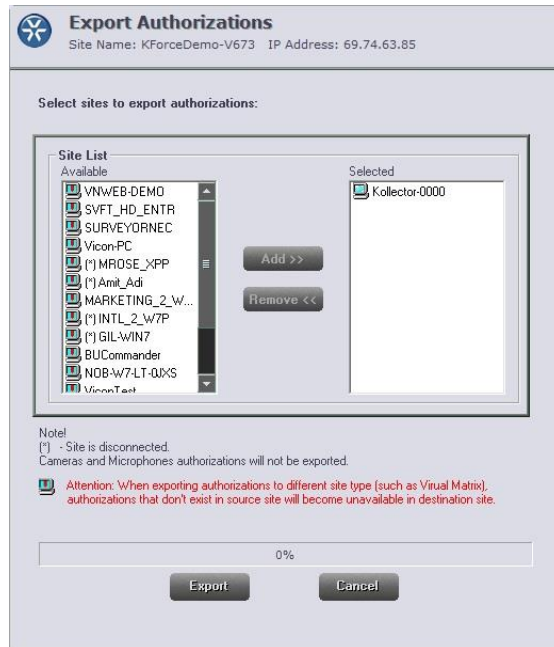 Export Authorizations
Site Name: KForceDemo-V673 IP Address: 69.74.63.85
Select sites to export authorizations:
Site List
Available
VNWEB-DEMO
SVFT_HD_ENTR
SURVEYORNEC
Vicon-PC
(*) MROSE_XPP
(*) Amit_Adi
MARKETING_2_W...
(*) INTL_2_W7P
(*) GIL-WIN7
BUCommander
NOB-W7-LT-0JXS
ViconTest
Add >>
Remove <<
Selected
Kollector-0000
Note!
(*) - Site is disconnected.
Cameras and Microphones authorizations will not be exported.
Attention: When exporting authorizations to different site type (such as Virual Matrix),
authorizations that don't exist in source site will become unavailable in destination site.
0%
Export
Cancel